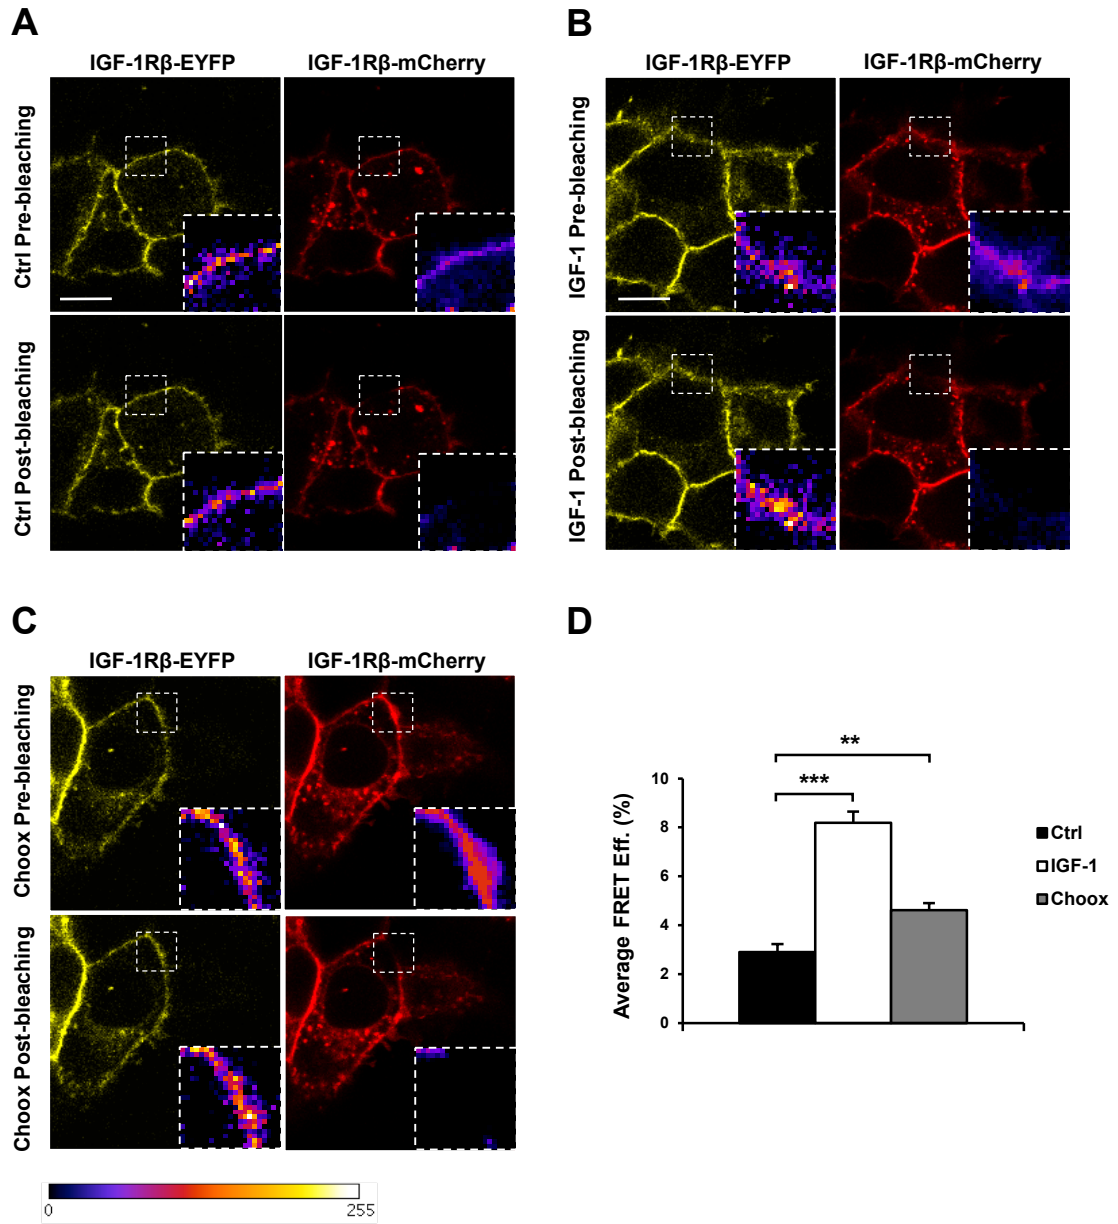 A
IGF-1Rβ-EYFP IGF-1Rβ-mCherry
Ctrl Pre-bleaching
Ctrl Post-bleaching
B
IGF-1Rβ-EYFP IGF-1Rβ-mCherry
IGF-1 Pre-bleaching
IGF-1 Post-bleaching
C
IGF-1Rβ-EYFP IGF-1Rβ-mCherry
Choox Pre-bleaching
Choox Post-bleaching
0 255
D
**
***
Average FRET Eff. (%)
10
8
6
4
2
0
Ctrl
IGF-1
Choox